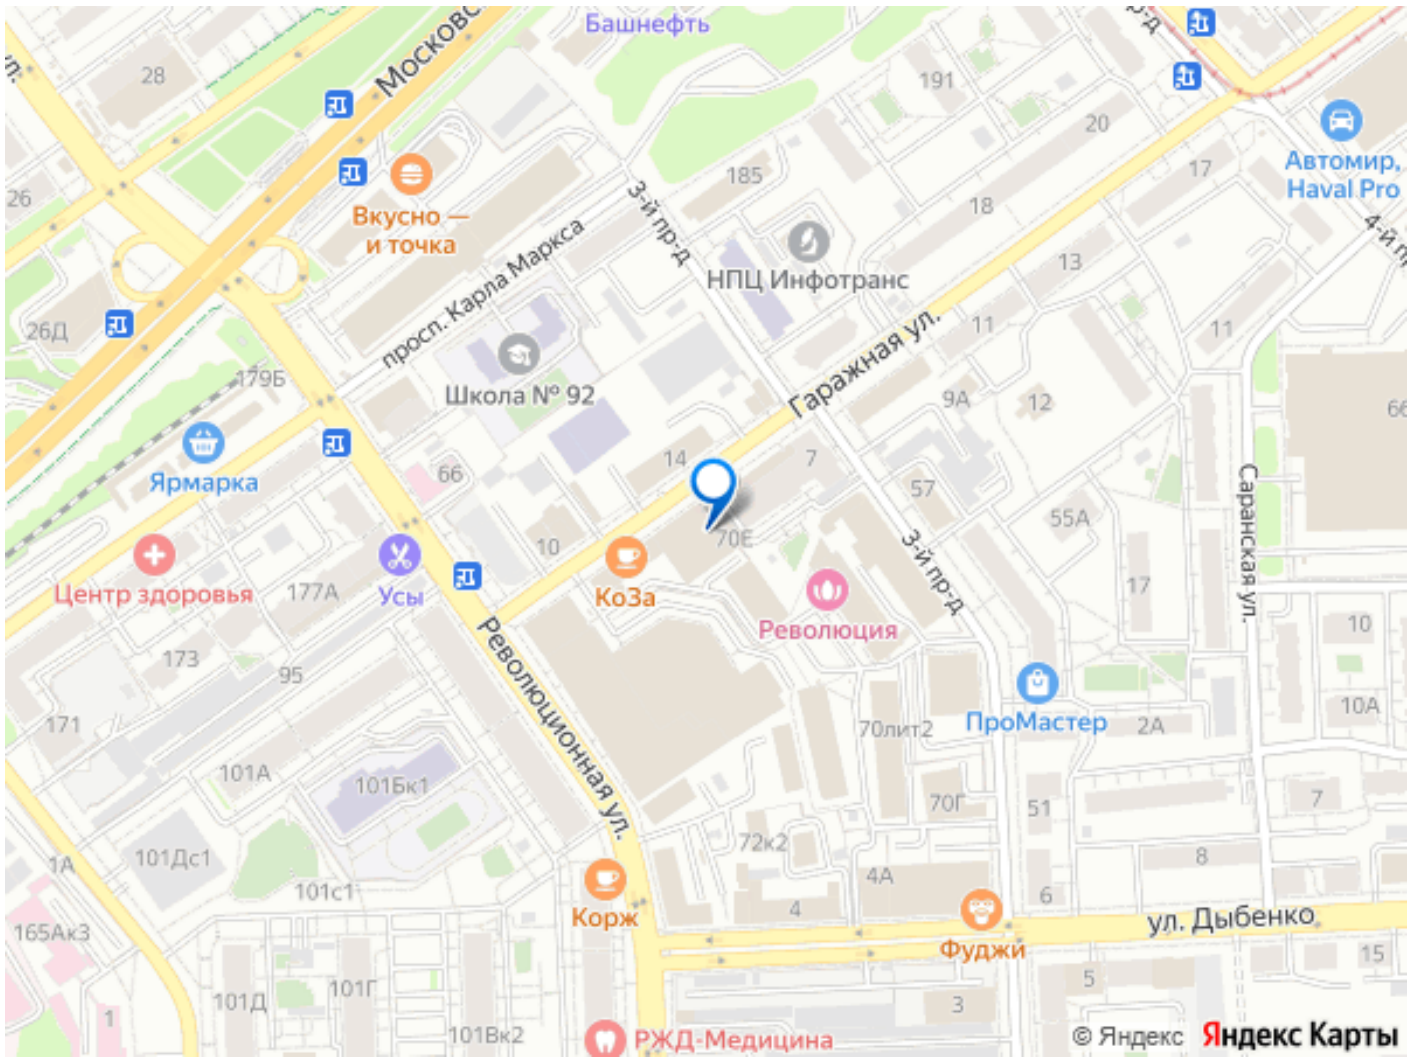 Башнефть
Московс
ул.
28
191
3-й пр-д
20
Автомир,
Haval Pro
17
185
26
Вкусно —
и точка
18
4-й пр
3-й пр-д
НПЦ Инфотранс
13
просп. Карла Маркса
26Д
11
11
Гаражная ул.
Школа № 92
179Б
9А
12
66
Ярмарка
66
14
7
57
Саранская ул.
55А
70Е
10
3-й пр-д
Центр здоровья
177А
Усы
КоЗа
17
Революция
10
Революционная ул.
173
95
171
10А
ПроМастер
2А
70лит2
101А
101Бк1
70Г
51
7
72к2
1А
101Дс1
8
101с1
4А
6
4
Корж
ул. Дыбенко
165Ак3
Фуджи
15
101Д
101Г
5
3
1
101Вк2
РЖД-Медицина
© Яндекс Яндекс Карты